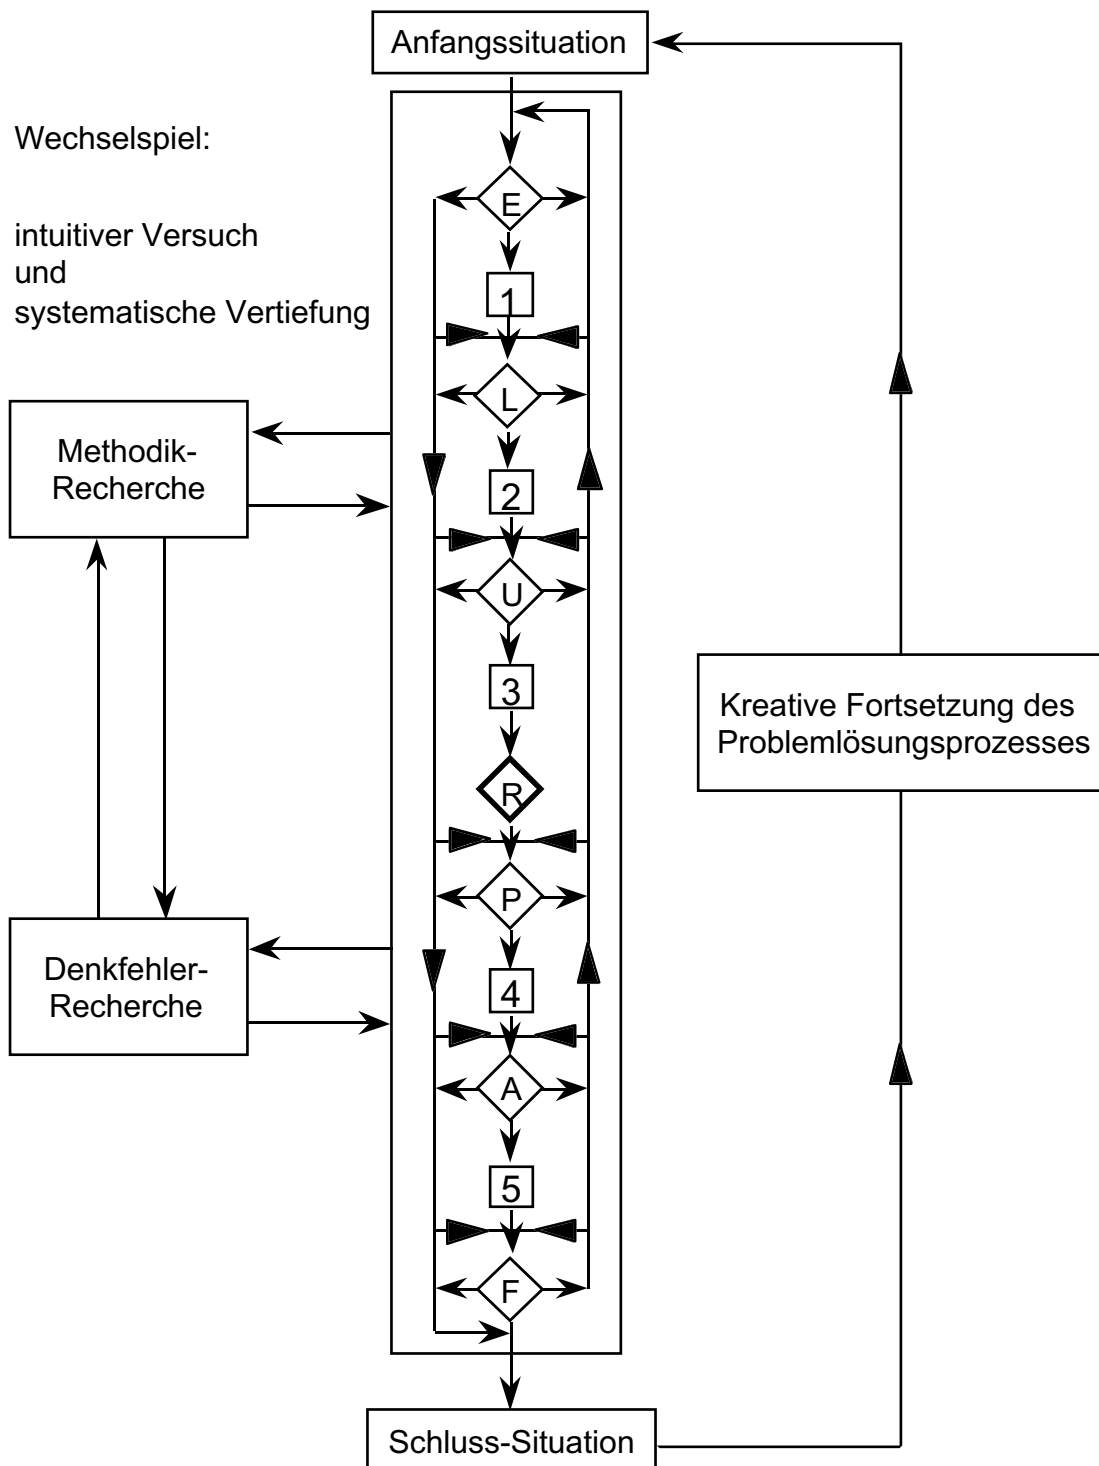 Anfangssituation
Wechselspiel:
intuitiver Versuch
und
systematische Vertiefung
E
1
L
Methodik-
Recherche
2
U
3
Kreative Fortsetzung des
Problemlösungsprozesses
R
P
Denkfehler-
Recherche
4
A
5
F
Schluss-Situation